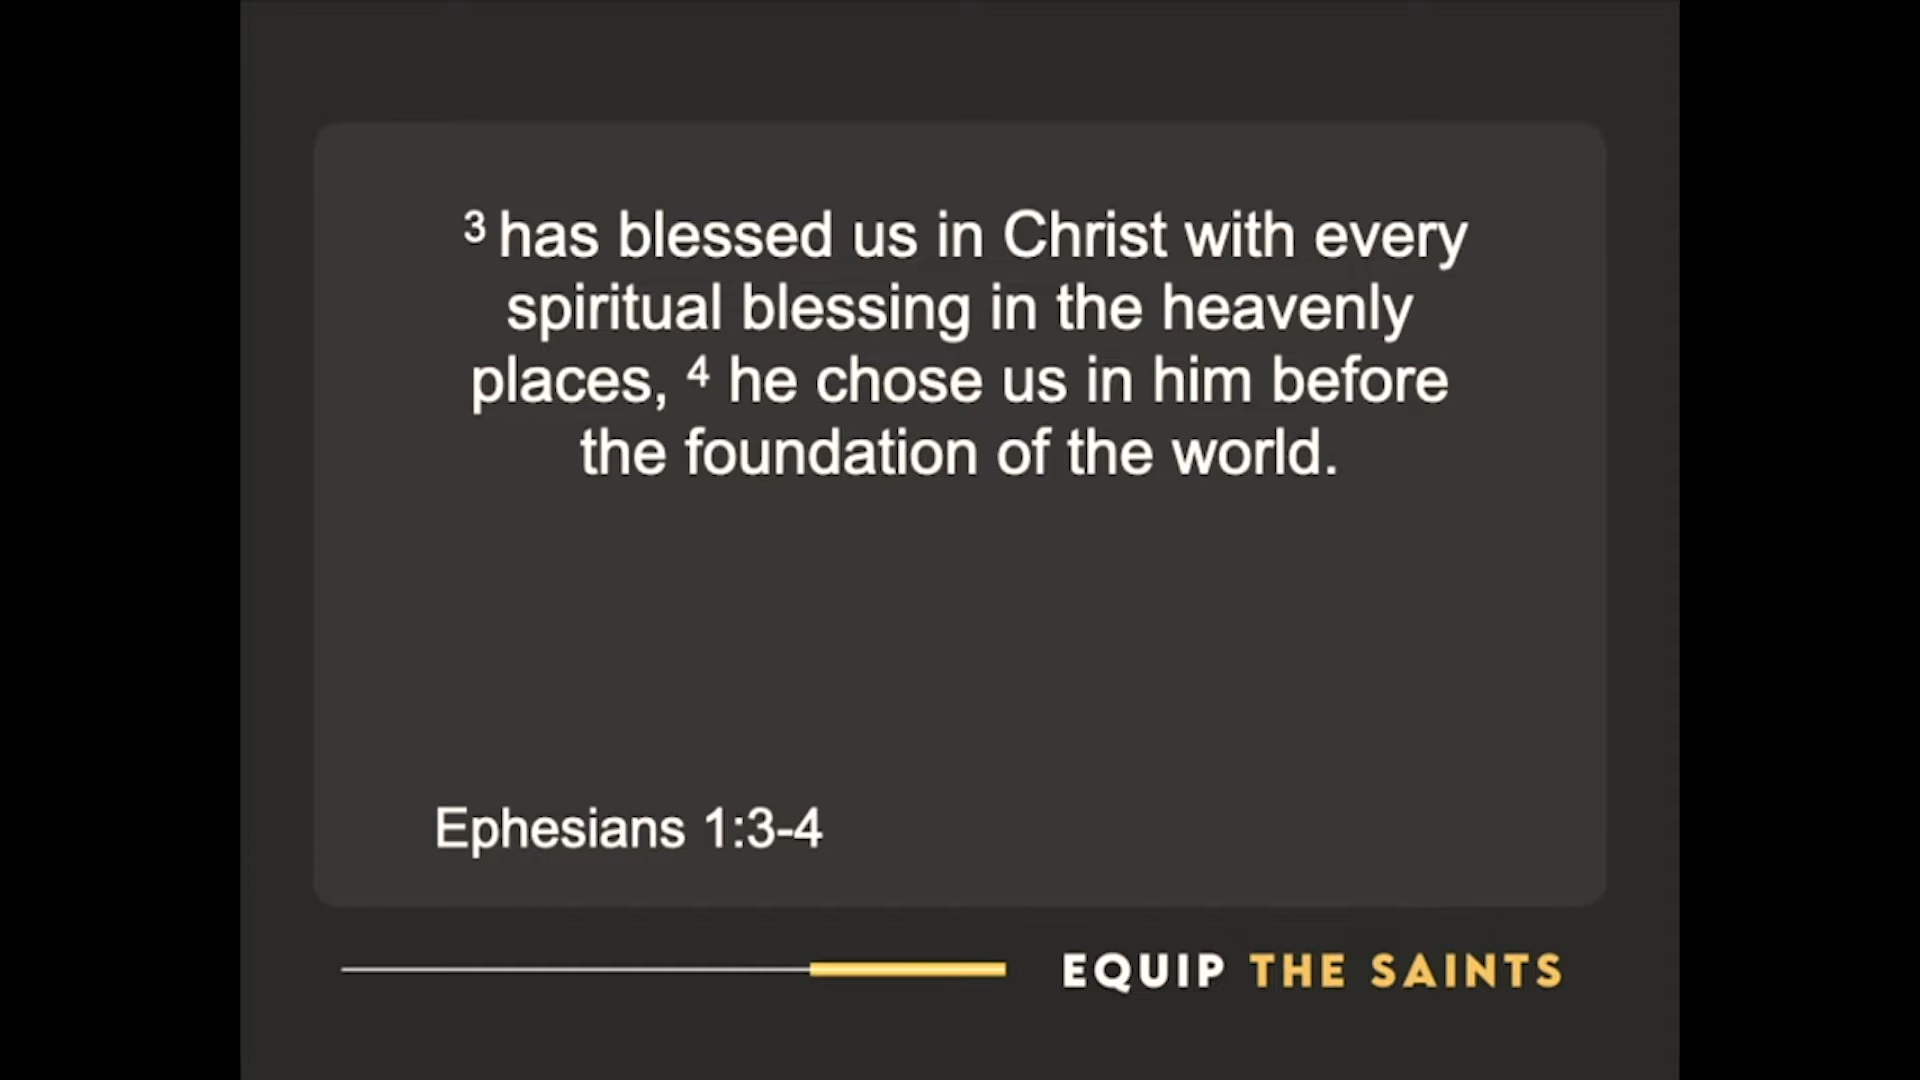 3 has blessed us in Christ with every
spiritual blessing in the heavenly
places, 4 he chose us in him before
the foundation of the world.
Ephesians 1:3-4
EQUIP THE SAINTS